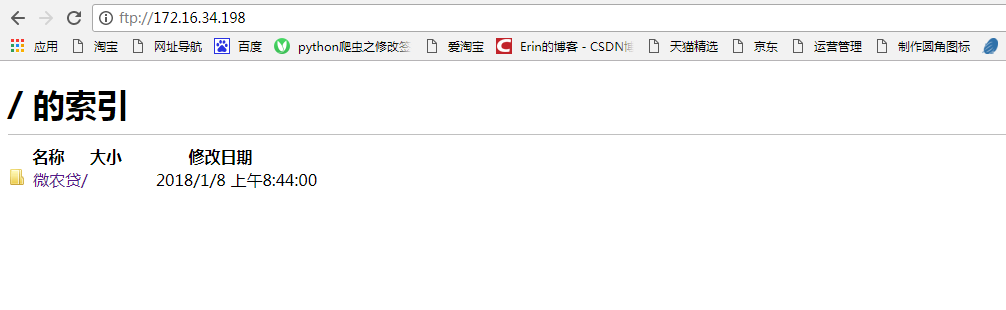 ftp://172.16.34.198
应用 淘宝 网址导航 百度 python爬虫之修改签 爱淘宝 Erin的博客 - CSDN博 天猫精选 京东 运营管理 制作圆角图标
/ 的索引
名称 大小 修改日期
微农贷/ 2018/1/8 上午8:44:00